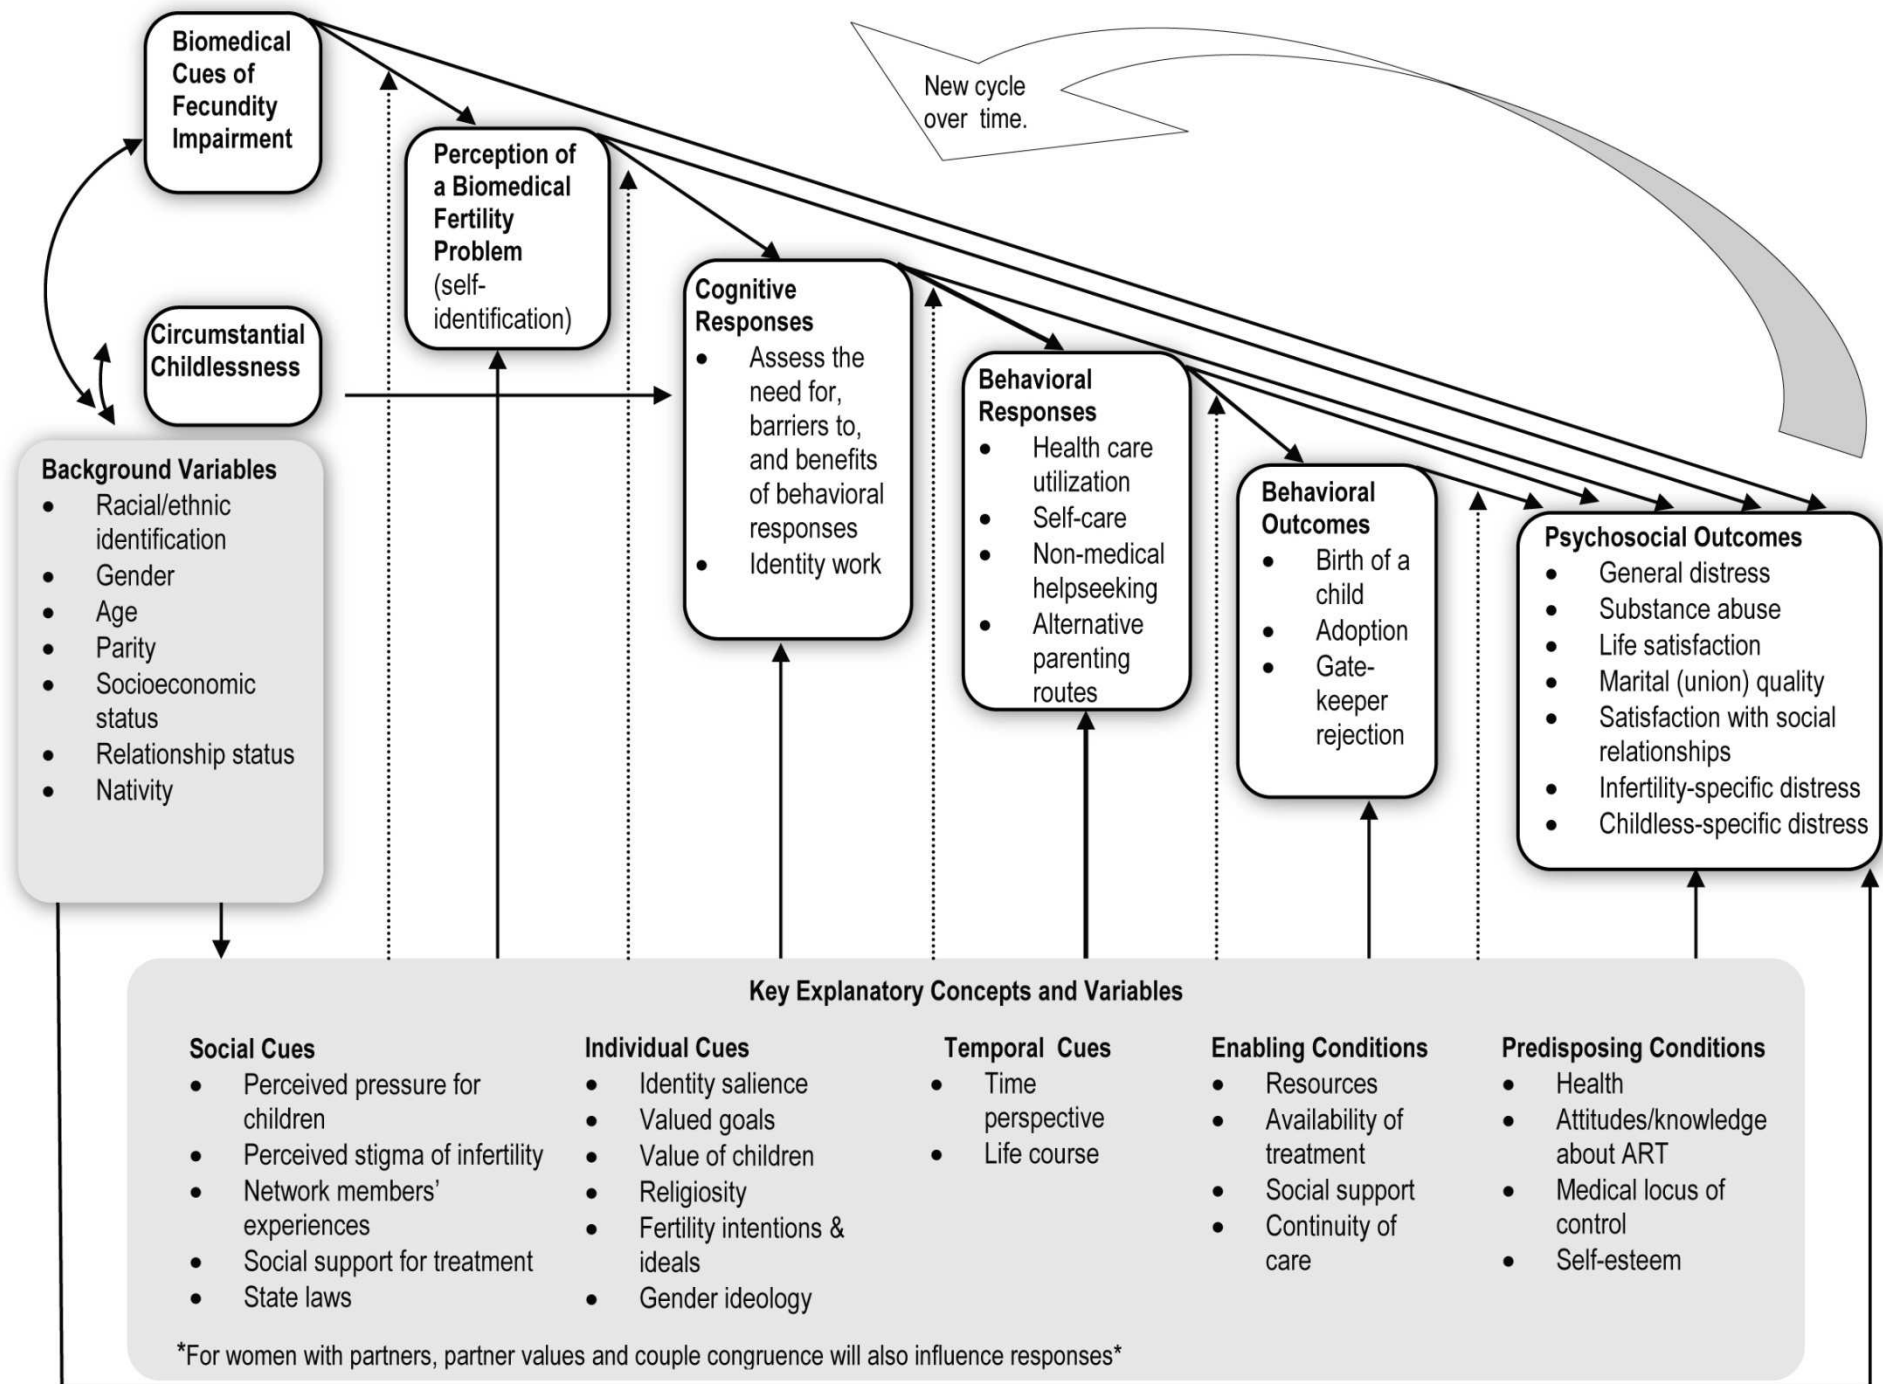 Biomedical
Cues of
Fecundity
Impairment
New cycle
over time.
Perception of
a Biomedical
Fertility
Problem
(self-
identification)
Circumstantial
Childlessness
Cognitive
Responses
• Assess the
need for,
barriers to,
and benefits
of behavioral
responses
• Identity work
Behavioral
Responses
• Health care
utilization
• Self-care
• Non-medical
helpseeking
• Alternative
parenting
routes
Behavioral
Outcomes
• Birth of a
child
• Adoption
• Gate-
keeper
rejection
Psychosocial Outcomes
• General distress
• Substance abuse
• Life satisfaction
• Marital (union) quality
• Satisfaction with social
relationships
• Infertility-specific distress
• Childless-specific distress
Background Variables
• Racial/ethnic
identification
• Gender
• Age
• Parity
• Socioeconomic
status
• Relationship status
• Nativity
Key Explanatory Concepts and Variables
Social Cues
• Perceived pressure for
children
• Perceived stigma of infertility
• Network members’
experiences
• Social support for treatment
• State laws
Individual Cues
• Identity salience
• Valued goals
• Value of children
• Religiosity
• Fertility intentions &
ideals
• Gender ideology
Temporal Cues
• Time
perspective
• Life course
Enabling Conditions
• Resources
• Availability of
treatment
• Social support
• Continuity of
care
Predisposing Conditions
• Health
• Attitudes/knowledge
about ART
• Medical locus of
control
• Self-esteem
*For women with partners, partner values and couple congruence will also influence responses*